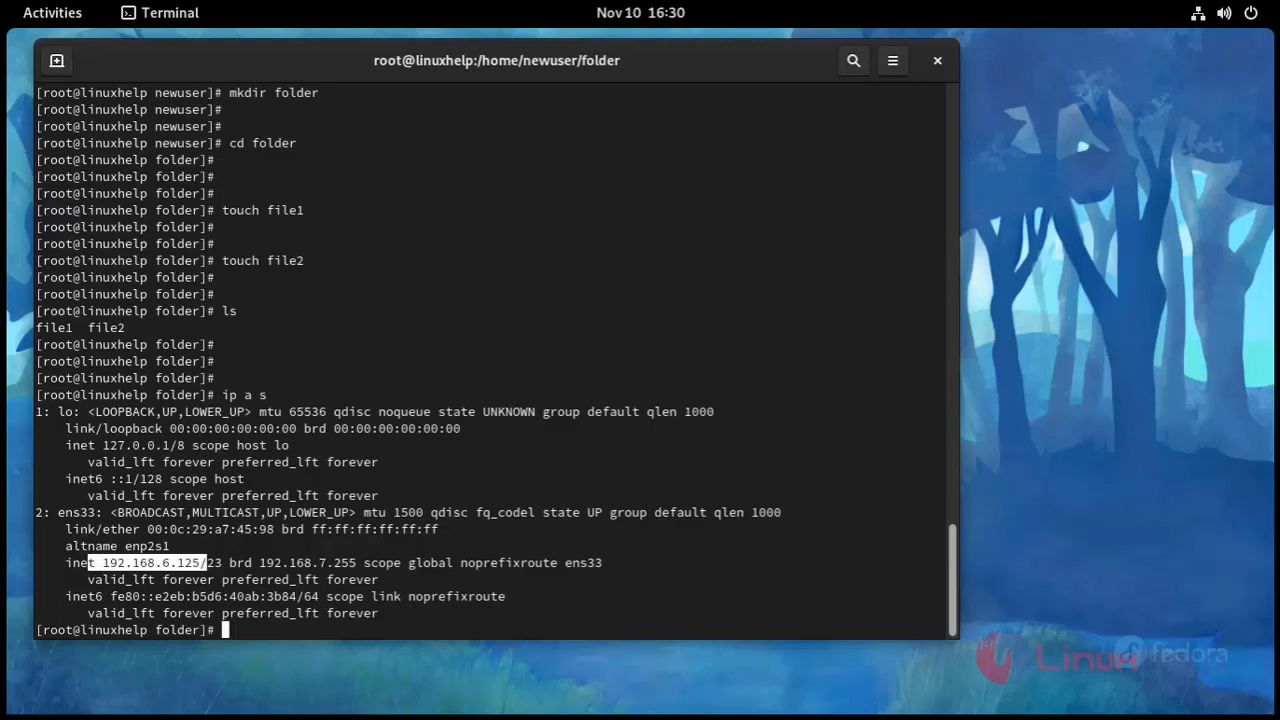 Activities Terminal Nov 10 16:30
root@linuxhelp:/home/newuser/folder
[root@linuxhelp newuser]# mkdir folder
[root@linuxhelp newuser]#
[root@linuxhelp newuser]#
[root@linuxhelp newuser]# cd folder
[root@linuxhelp folder]#
[root@linuxhelp folder]#
[root@linuxhelp folder]#
[root@linuxhelp folder]# touch file1
[root@linuxhelp folder]#
[root@linuxhelp folder]#
[root@linuxhelp folder]# touch file2
[root@linuxhelp folder]#
[root@linuxhelp folder]#
[root@linuxhelp folder]# ls
file1  file2
[root@linuxhelp folder]#
[root@linuxhelp folder]#
[root@linuxhelp folder]#
[root@linuxhelp folder]# ip a s
1: lo: <LOOPBACK,UP,LOWER_UP> mtu 65536 qdisc noqueue state UNKNOWN group default qlen 1000
    link/loopback 00:00:00:00:00:00 brd 00:00:00:00:00:00
    inet 127.0.0.1/8 scope host lo
       valid_lft forever preferred_lft forever
    inet6 ::1/128 scope host
       valid_lft forever preferred_lft forever
2: ens33: <BROADCAST,MULTICAST,UP,LOWER_UP> mtu 1500 qdisc fq_codel state UP group default qlen 1000
    link/ether 00:0c:29:a7:45:98 brd ff:ff:ff:ff:ff:ff
    altname enp2s1
    inet 192.168.6.125/23 brd 192.168.7.255 scope global noprefixroute ens33
       valid_lft forever preferred_lft forever
    inet6 fe80::e2eb:b5d6:40ab:3b84/64 scope link noprefixroute
       valid_lft forever preferred_lft forever
[root@linuxhelp folder]#
Linux fedora